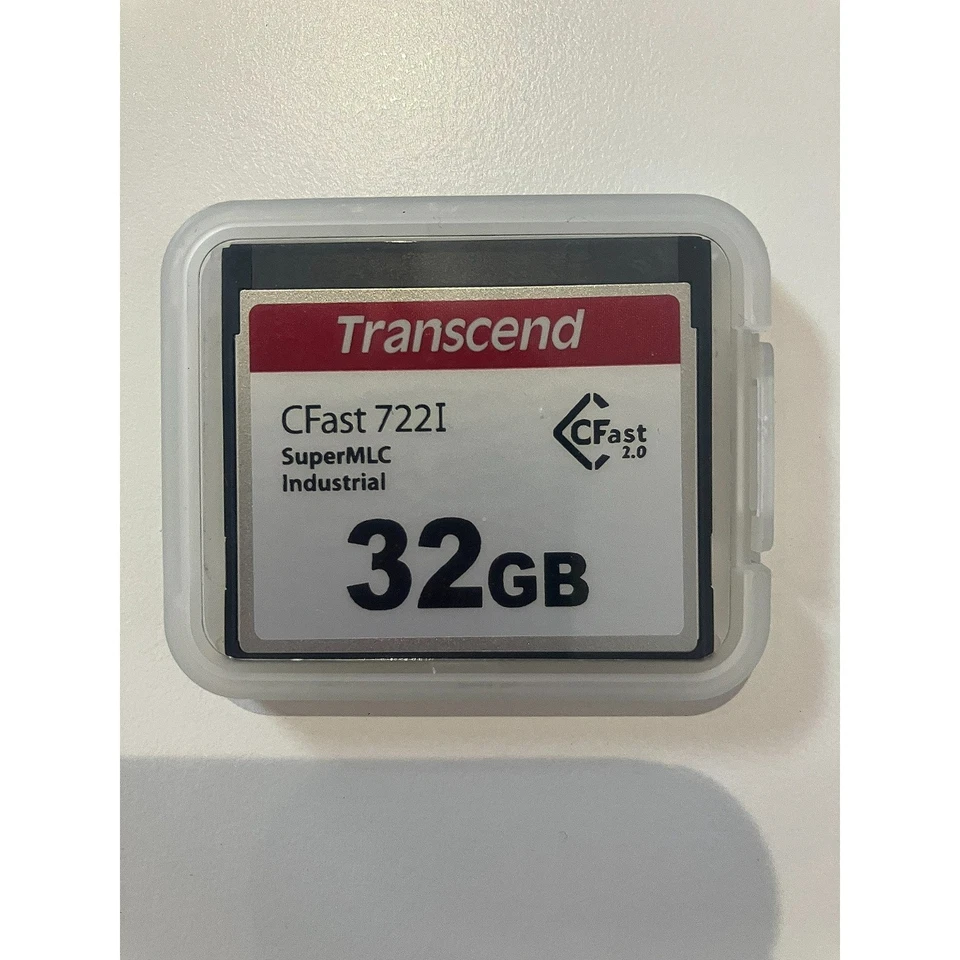 Transcend
CFast 722I
SuperMLC
Industrial
CFast
2.0
32GB